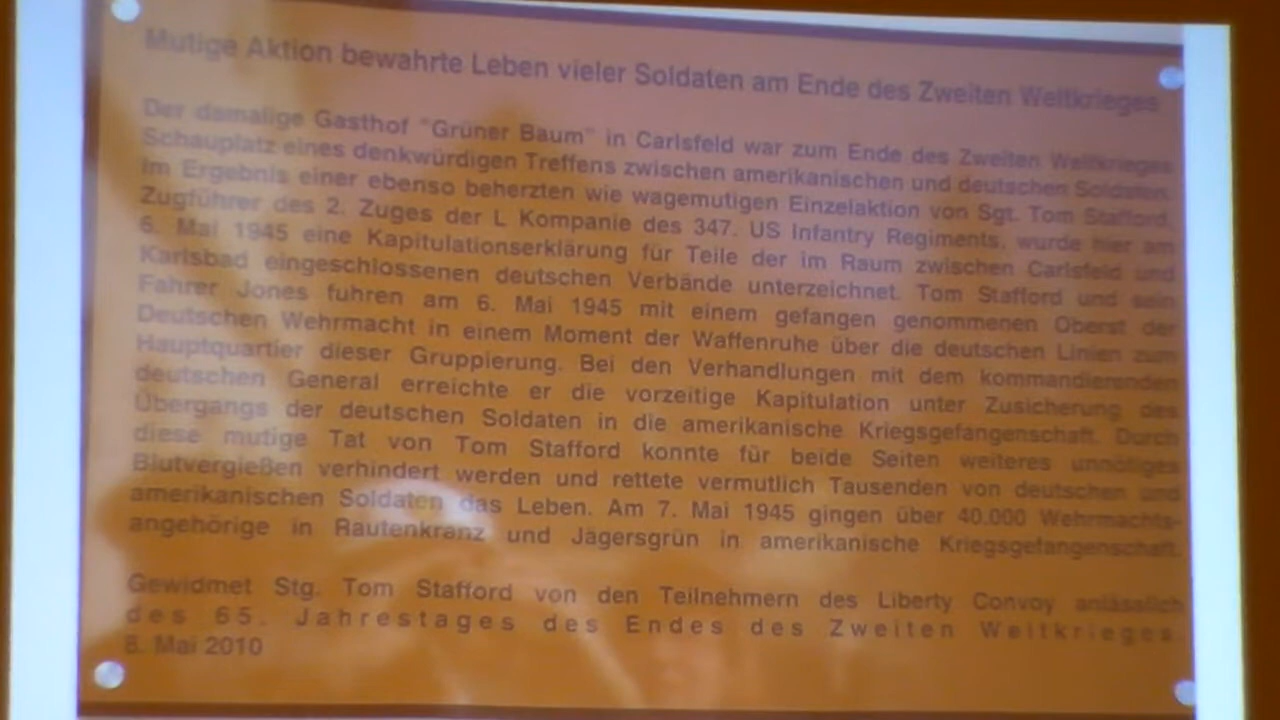 Mutige Aktion bewahrte Leben vieler Soldaten am Ende des Zweiten Weltkrieges
Der damalige Gasthof "Grüner Baum" in Carlsfeld war zum Ende des Zweiten Weltkrieges
Schauplatz eines denkwürdigen Treffens zwischen amerikanischen und deutschen Soldaten.
Im Ergebnis einer ebenso beherzten wie wagemutigen Einzelaktion von Sgt. Tom Stafford,
Zugführer des 2. Zuges der L Kompanie des 347. US Infantry Regiments, wurde hier am
6. Mai 1945 eine Kapitulationserklärung für Teile der im Raum zwischen Carlsfeld und
Karlsbad eingeschlossenen deutschen Verbände unterzeichnet. Tom Stafford und sein
Fahrer Jones fuhren am 6. Mai 1945 mit einem gefangen genommenen Oberst der
Deutschen Wehrmacht in einem Moment der Waffenruhe über die deutschen Linien zum
Hauptquartier dieser Gruppierung. Bei den Verhandlungen mit dem kommandierenden
deutschen General erreichte er die vorzeitige Kapitulation unter Zusicherung des
Übergangs der deutschen Soldaten in die amerikanische Kriegsgefangenschaft. Durch
diese mutige Tat von Tom Stafford konnte für beide Seiten weiteres unnötiges
Blutvergießen verhindert werden und rettete vermutlich Tausenden von deutschen und
amerikanischen Soldaten das Leben. Am 7. Mai 1945 gingen über 40.000 Wehrmachts-
angehörige in Rautenkranz und Jägersgrün in amerikanische Kriegsgefangenschaft.
Gewidmet Stg. Tom Stafford von den Teilnehmern des Liberty Convoy anlässlich
des 65. Jahrestages des Endes des Zweiten Weltkrieges
8. Mai 2010